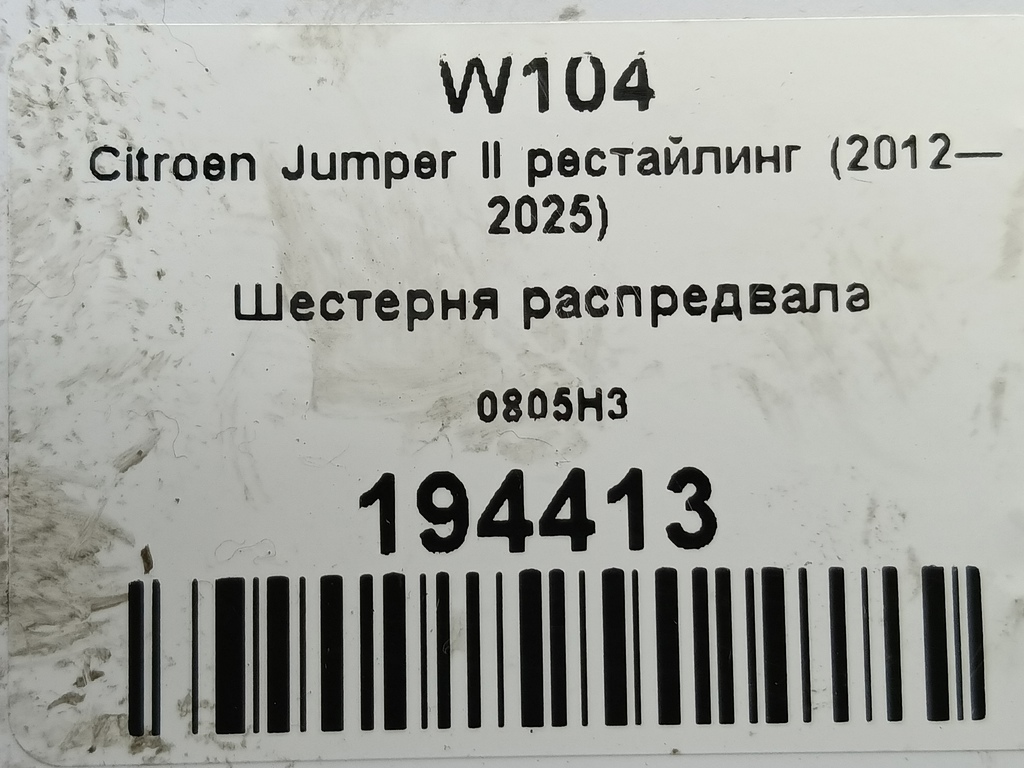 W104
Citroen Jumper II рестайлинг (2012—
2025)
Шестерня распредвала
0805H3
194413